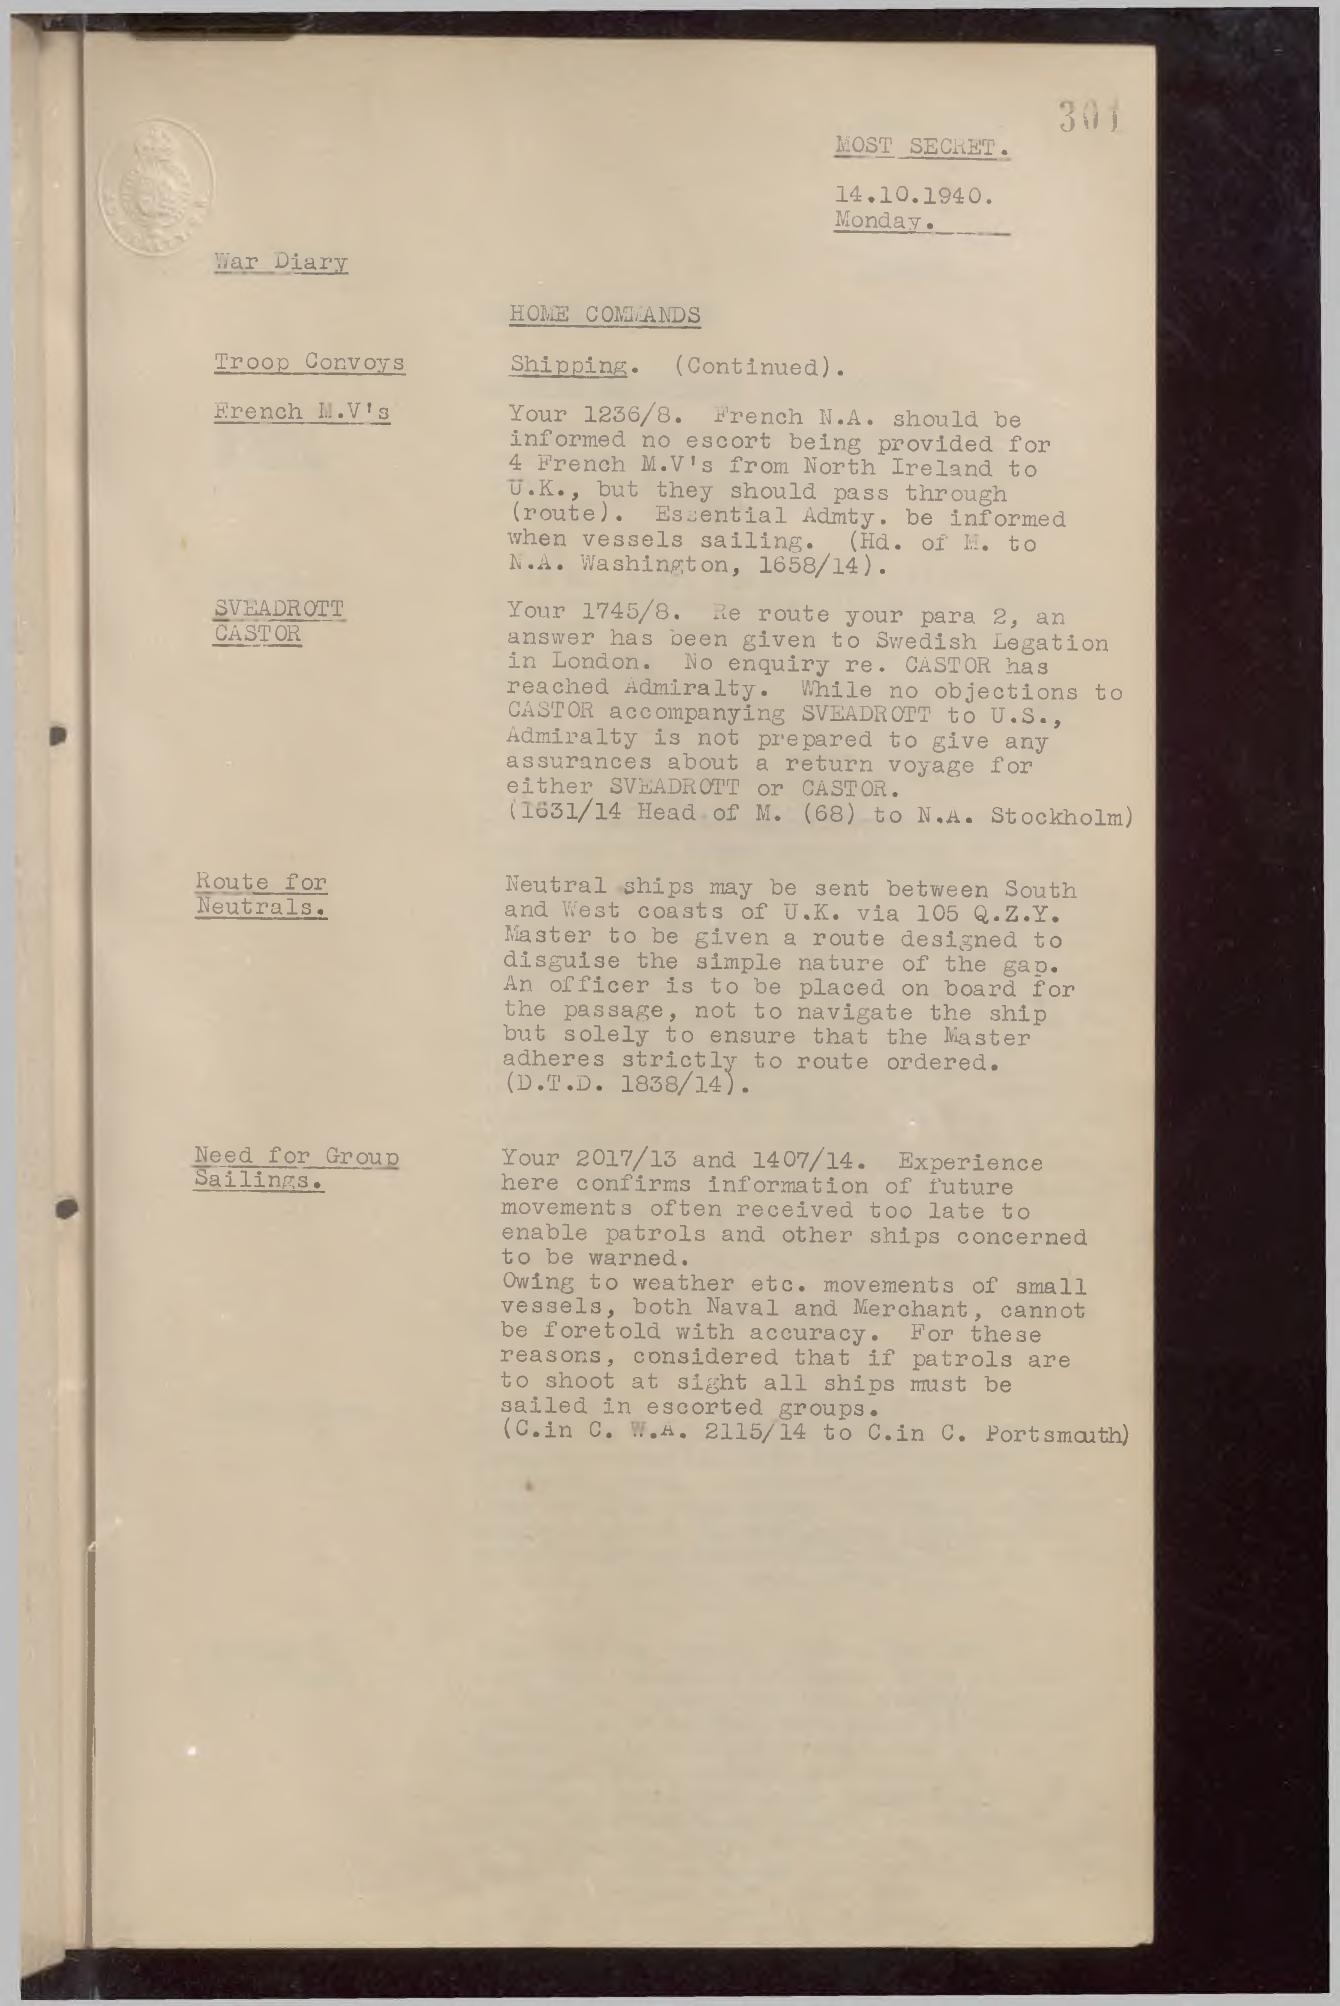 301
MOST SECRET.
14.10.1940.
Monday.
War Diary
HOME COMMANDS
Troop Convoys
Shipping. (Continued).
French M.V's
Your 1236/8. French N.A. should be
informed no escort being provided for
4 French M.V's from North Ireland to
U.K., but they should pass through
(route). Essential Admty. be informed
when vessels sailing. (Hd. of M. to
N.A. Washington, 1658/14).
SVEADROTT
CASTOR
Your 1745/8. Re route your para 2, an
answer has been given to Swedish Legation
in London. No enquiry re. CASTOR has
reached Admiralty. While no objections to
CASTOR accompanying SVEADROTT to U.S.,
Admiralty is not prepared to give any
assurances about a return voyage for
either SVEADROTT or CASTOR.
(1631/14 Head of M. (68) to N.A. Stockholm)
Route for
Neutrals.
Neutral ships may be sent between South
and West coasts of U.K. via 105 Q.Z.Y.
Master to be given a route designed to
disguise the simple nature of the gap.
An officer is to be placed on board for
the passage, not to navigate the ship
but solely to ensure that the Master
adheres strictly to route ordered.
(D.T.D. 1838/14).
Need for Group
Sailings.
Your 2017/13 and 1407/14. Experience
here confirms information of future
movements often received too late to
enable patrols and other ships concerned
to be warned.
Owing to weather etc. movements of small
vessels, both Naval and Merchant, cannot
be foretold with accuracy. For these
reasons, considered that if patrols are
to shoot at sight all ships must be
sailed in escorted groups.
(C.in C. W.A. 2115/14 to C.in C. Portsmouth)